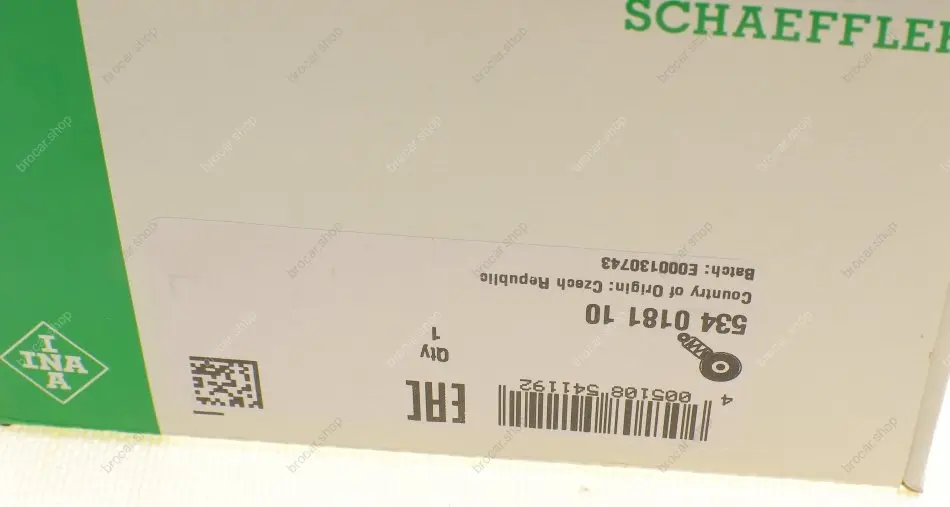 SCHAEFFLER
INA
INA
4 005108 541192
EAC
Qty
1
534 0181 10
Country of Origin: Czech Republic
Batch: E000130743
brocar.shop